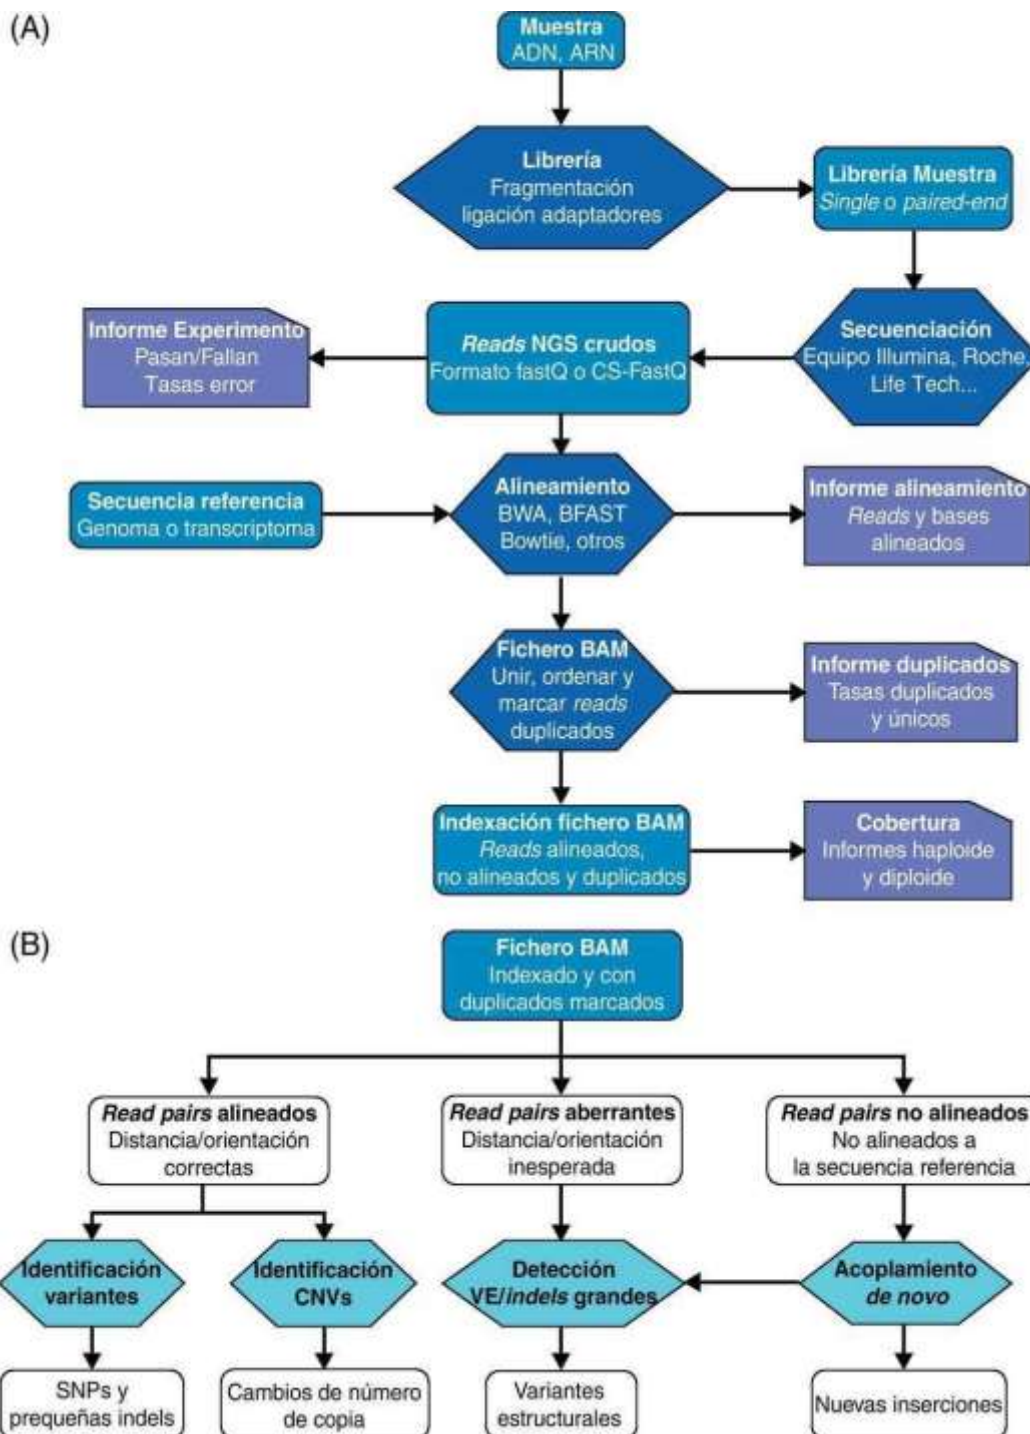 (A)
Muestra
ADN, ARN
Librería
Fragmentación
ligación adaptadores
Librería Muestra
Single o paired-end
Informe Experimento
Pasan/Fallan
Tasas error
Reads NGS crudos
Formato fastQ o CS-FastQ
Secuenciación
Equipo Illumina, Roche,
Life Tech...
Secuencia referencia
Genoma o transcriptoma
Alineamiento
BWA, BFAST
Bowtie, otros
Informe alineamiento
Reads y bases
alineados
Fichero BAM
Unir, ordenar y
marcar reads
duplicados
Informe duplicados
Tasas duplicados
y únicos
Indexación fichero BAM
Reads alineados,
no alineados y duplicados
Cobertura
Informes haploide
y diploide
(B)
Fichero BAM
Indexado y con
duplicados marcados
Read pairs alineados
Distancia/orientación
correctas
Read pairs aberrantes
Distancia/orientación
inesperada
Read pairs no alineados
No alineados a
la secuencia referencia
Identificación
variantes
Identificación
CNVs
Detección
VE/indels grandes
Acoplamiento
de novo
SNPs y
prequeñas indels
Cambios de número
de copia
Variantes
estructurales
Nuevas inserciones